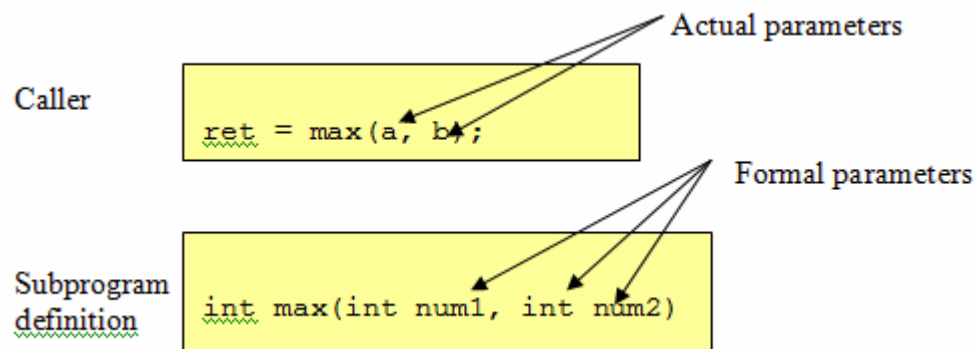 Actual parameters
Caller
ret = max(a, b);
Formal parameters
Subprogram
definition
int max(int num1, int num2)